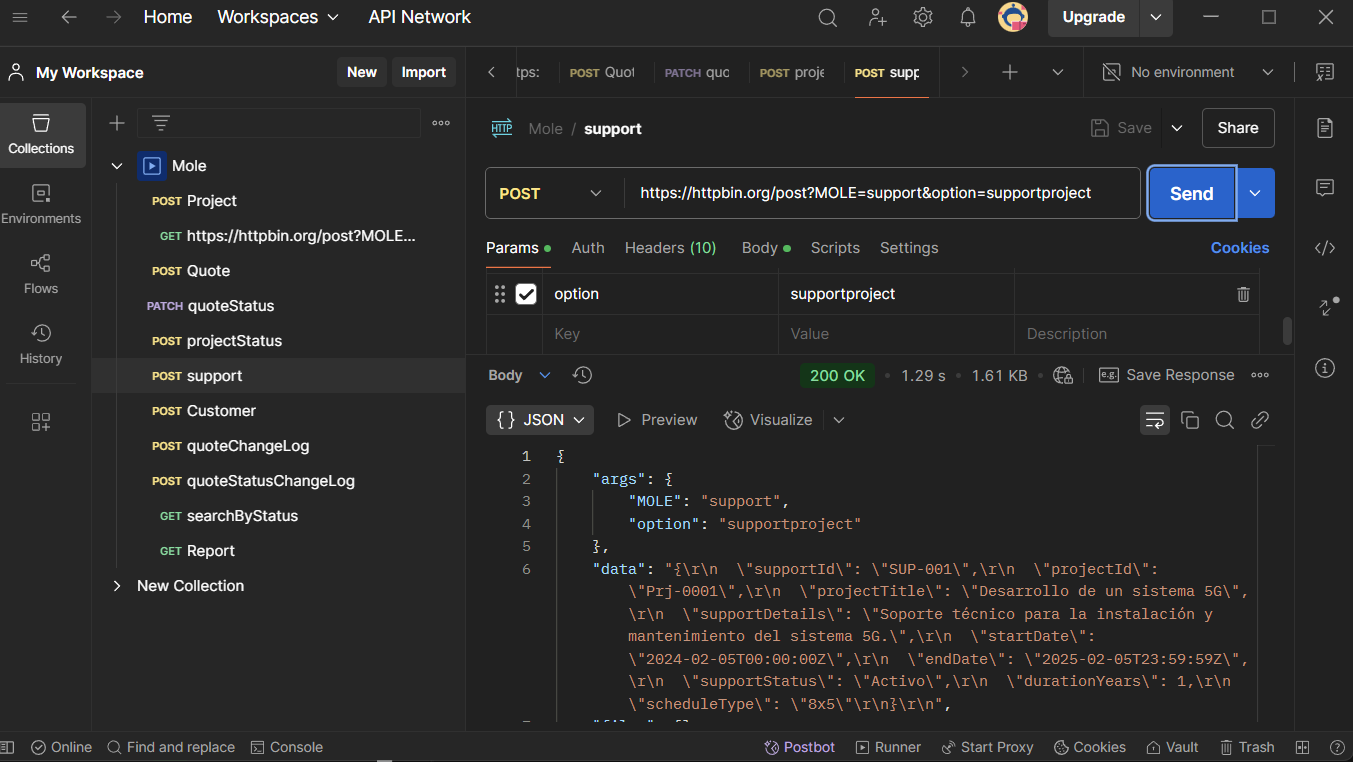 Home Workspaces API Network Upgrade
My Workspace New Import
POST Quot PATCH quo POST proje POST supp No environment
Collections
Environments
Flows
History
Mole
POST Project
GET https://httpbin.org/post?MOLE...
POST Quote
PATCH quoteStatus
POST projectStatus
POST support
POST Customer
POST quoteChangeLog
POST quoteStatusChangeLog
GET searchByStatus
GET Report
New Collection
HTTP Mole / support Save Share
POST https://httpbin.org/post?MOLE=support&option=supportproject Send
Params Auth Headers (10) Body Scripts Settings Cookies
option supportproject
Key Value Description
Body 200 OK 1.29 s 1.61 KB e.g. Save Response
{} JSON Preview Visualize
1 {
2 "args": {
3 "MOLE": "support",
4 "option": "supportproject"
5 },
6 "data": "{\r\n  \"supportId\": \"SUP-001\",\r\n  \"projectId\":
\"Prj-0001\",\r\n  \"projectTitle\": \"Desarrollo de un sistema 5G\",
\r\n  \"supportDetails\": \"Soporte técnico para la instalación y
mantenimiento del sistema 5G.\",\r\n  \"startDate\":
\"2024-02-05T00:00:00Z\",\r\n  \"endDate\": \"2025-02-05T23:59:59Z\",
\r\n  \"supportStatus\": \"Activo\",\r\n  \"durationYears\": 1,\r\n
\"scheduleType\": \"8x5\"\r\n}\r\n",
Online Find and replace Console Postbot Runner Start Proxy Cookies Vault Trash